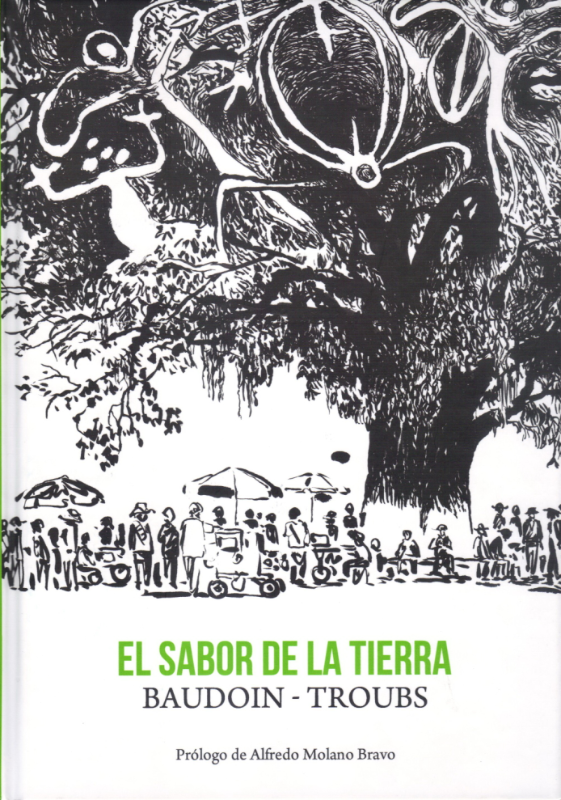 EL SABOR DE LA TIERRA
BAUDOIN - TROUBS
Prólogo de Alfredo Molano Bravo